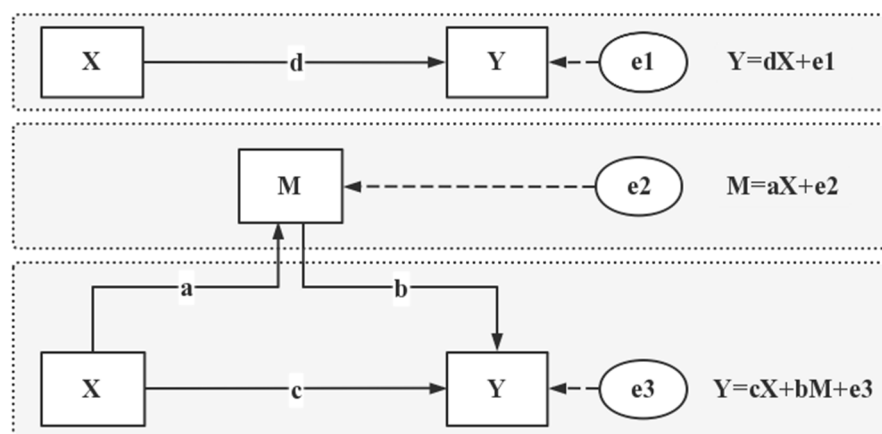 X d Y e1 Y=dX+e1
M e2 M=aX+e2
a b
X c Y e3 Y=cX+bM+e3